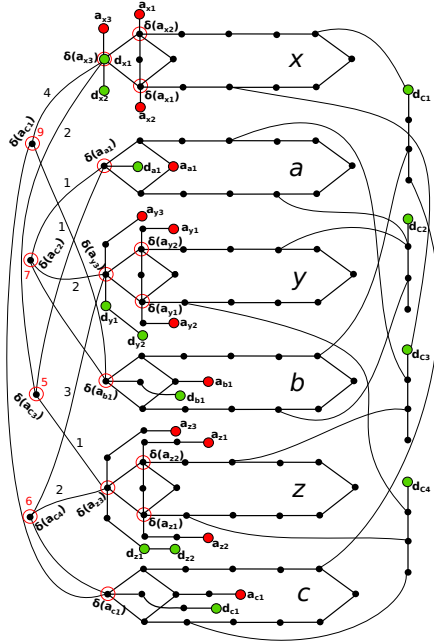 a_x1
a_x3
δ(a_x2)
δ(a_x3)
d_x1
x
4
d_x2
δ(a_x1)
d_C1
a_x2
δ(a_C1)
9
2
δ(a_a1)
d_a1
a_a1
a
1
a_y3
1
a_y1
d_C2
δ(a_C2)
δ(a_y3)
δ(a_y2)
7
2
y
d_y1
δ(a_y1)
a_y2
d_y2
d_C3
b
5
a_b1
δ(a_b1)
d_b1
3
δ(a_C3)
a_z3
1
a_z1
δ(a_z2)
d_C4
2
z
6
δ(a_z3)
δ(a_C4)
δ(a_z1)
a_z2
d_z1
d_z2
a_c1
c
δ(a_c1)
d_c1